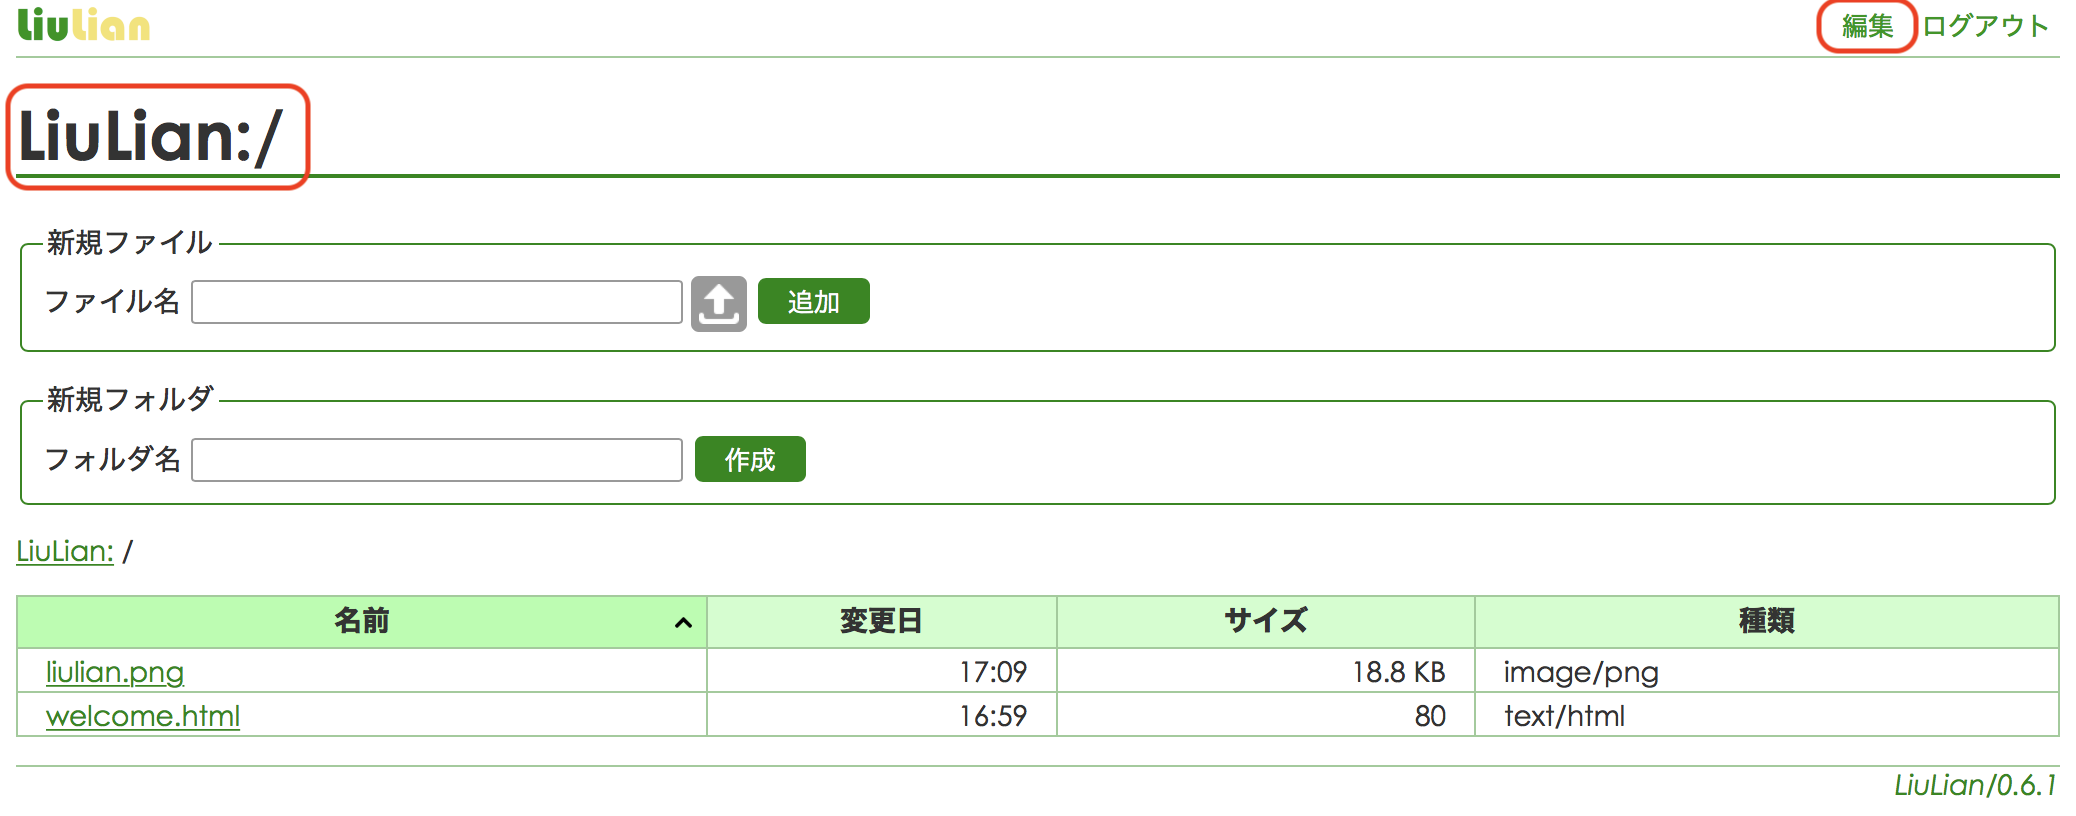 LiuLian 編集 ログアウト
LiuLian:/
新規ファイル
ファイル名 追加
新規フォルダ
フォルダ名 作成
LiuLian: /
名前 変更日 サイズ 種類
liulian.png 17:09 18.8 KB image/png
welcome.html 16:59 80 text/html
LiuLian/0.6.1